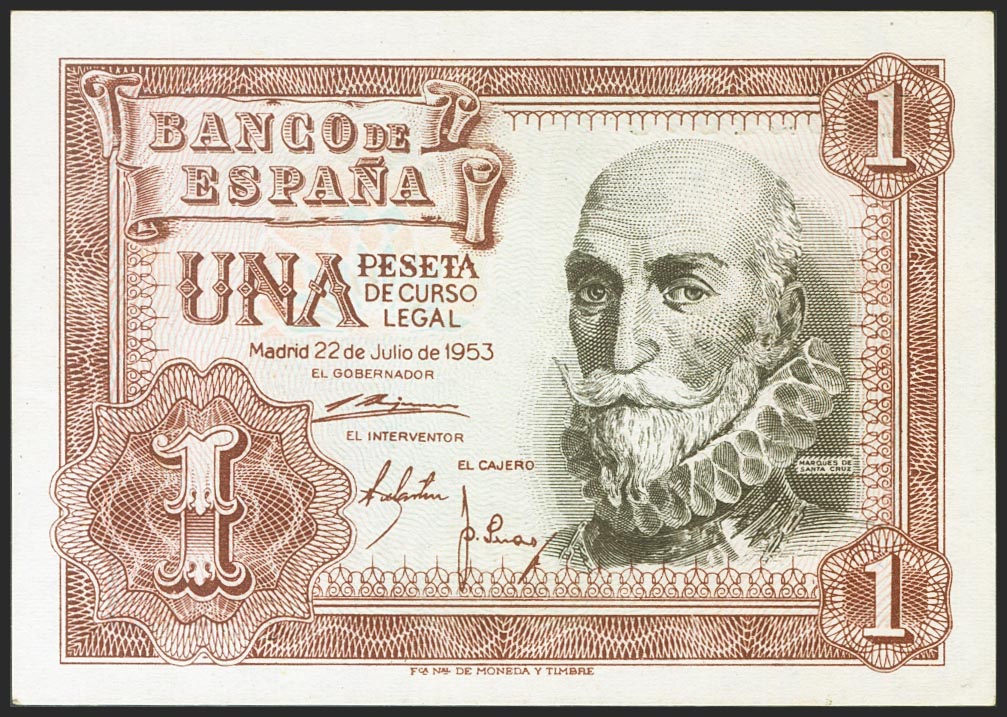 BANCO DE
ESPAÑA
1
UNA PESETA
DE CURSO
LEGAL
Madrid 22 de Julio de 1953
EL GOBERNADOR
EL INTERVENTOR
EL CAJERO
MARQUES DE
SANTA CRUZ
1
1
Fca Nal DE MONEDA Y TIMBRE